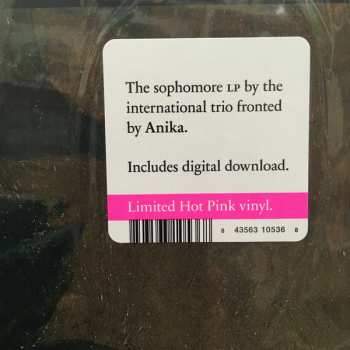 The sophomore LP by the
international trio fronted
by Anika.
Includes digital download.
Limited Hot Pink vinyl.
8 43563 10536 8